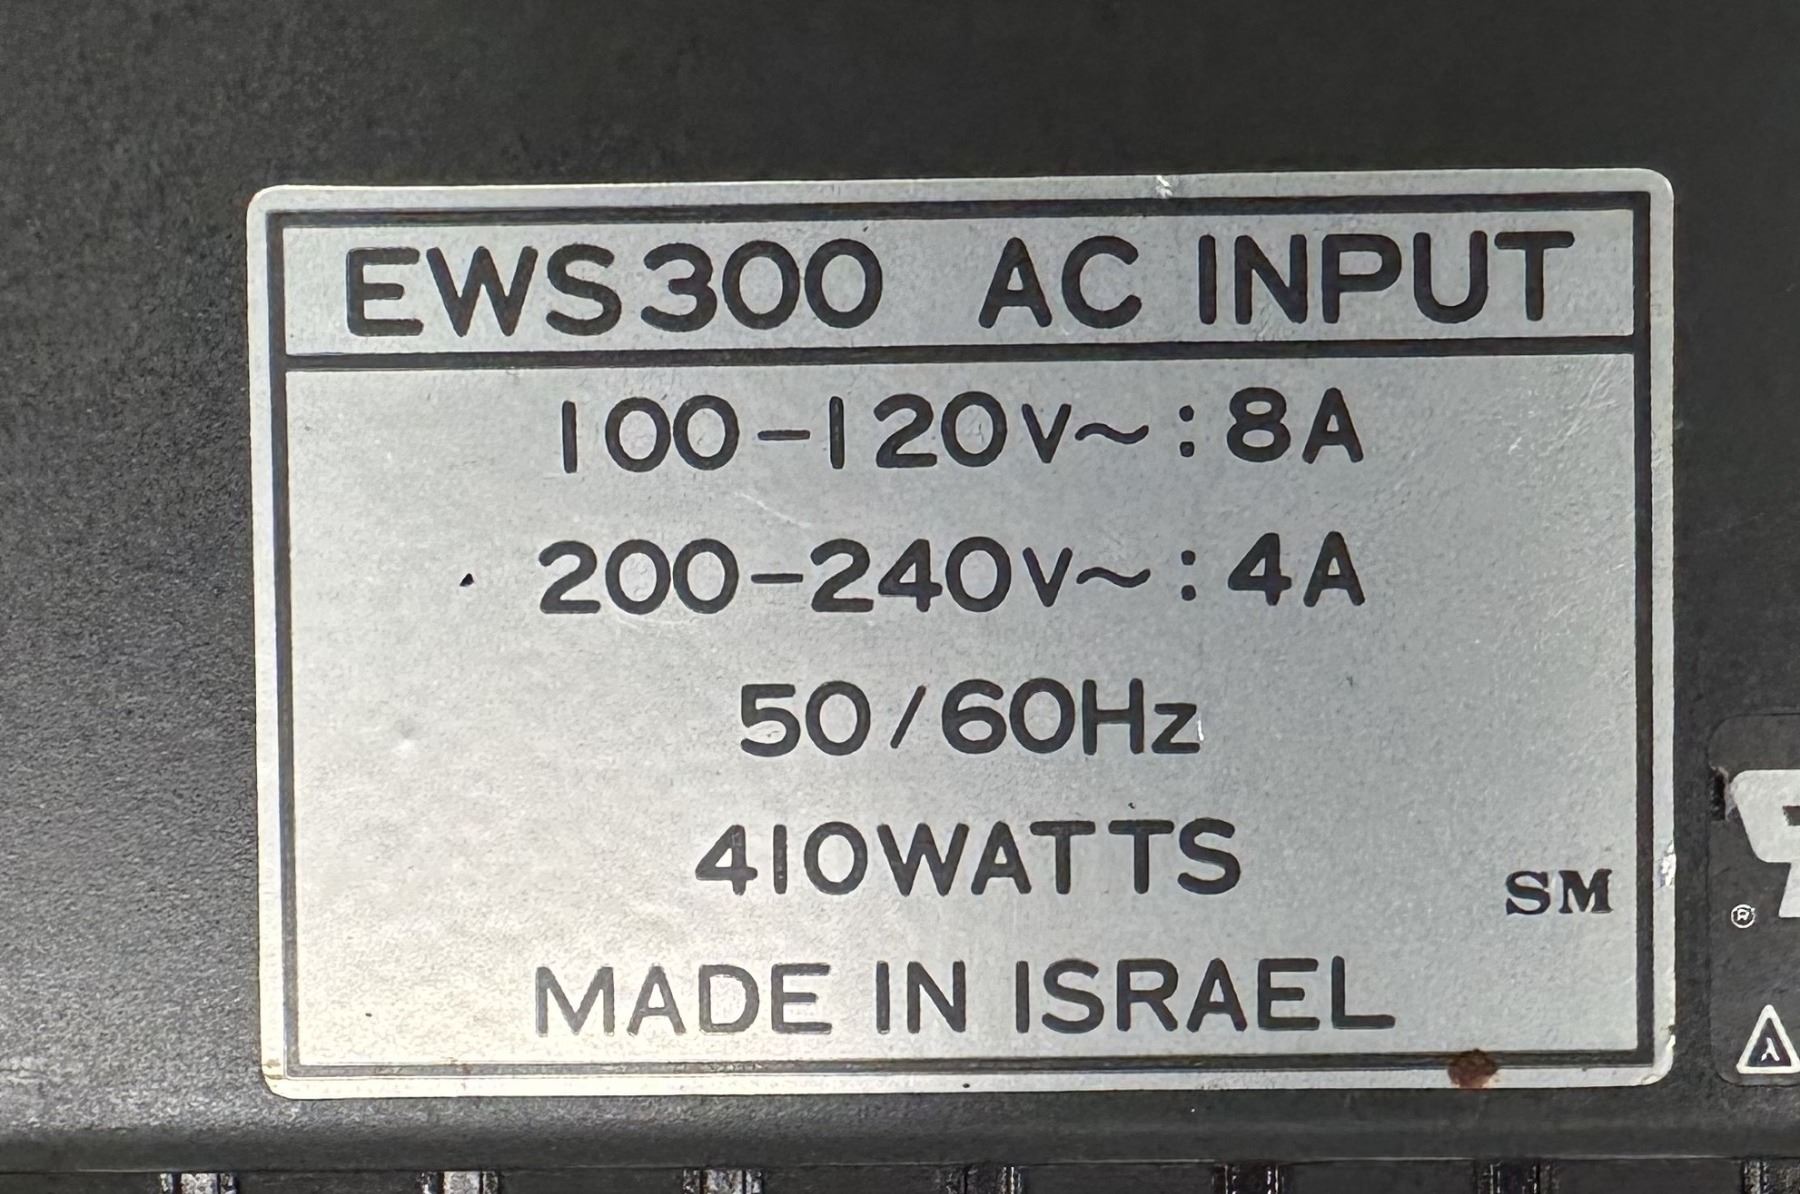 EWS300 AC INPUT
100-120V~:8A
200-240V~:4A
50/60Hz
410WATTS
SM
MADE IN ISRAEL
®
λ